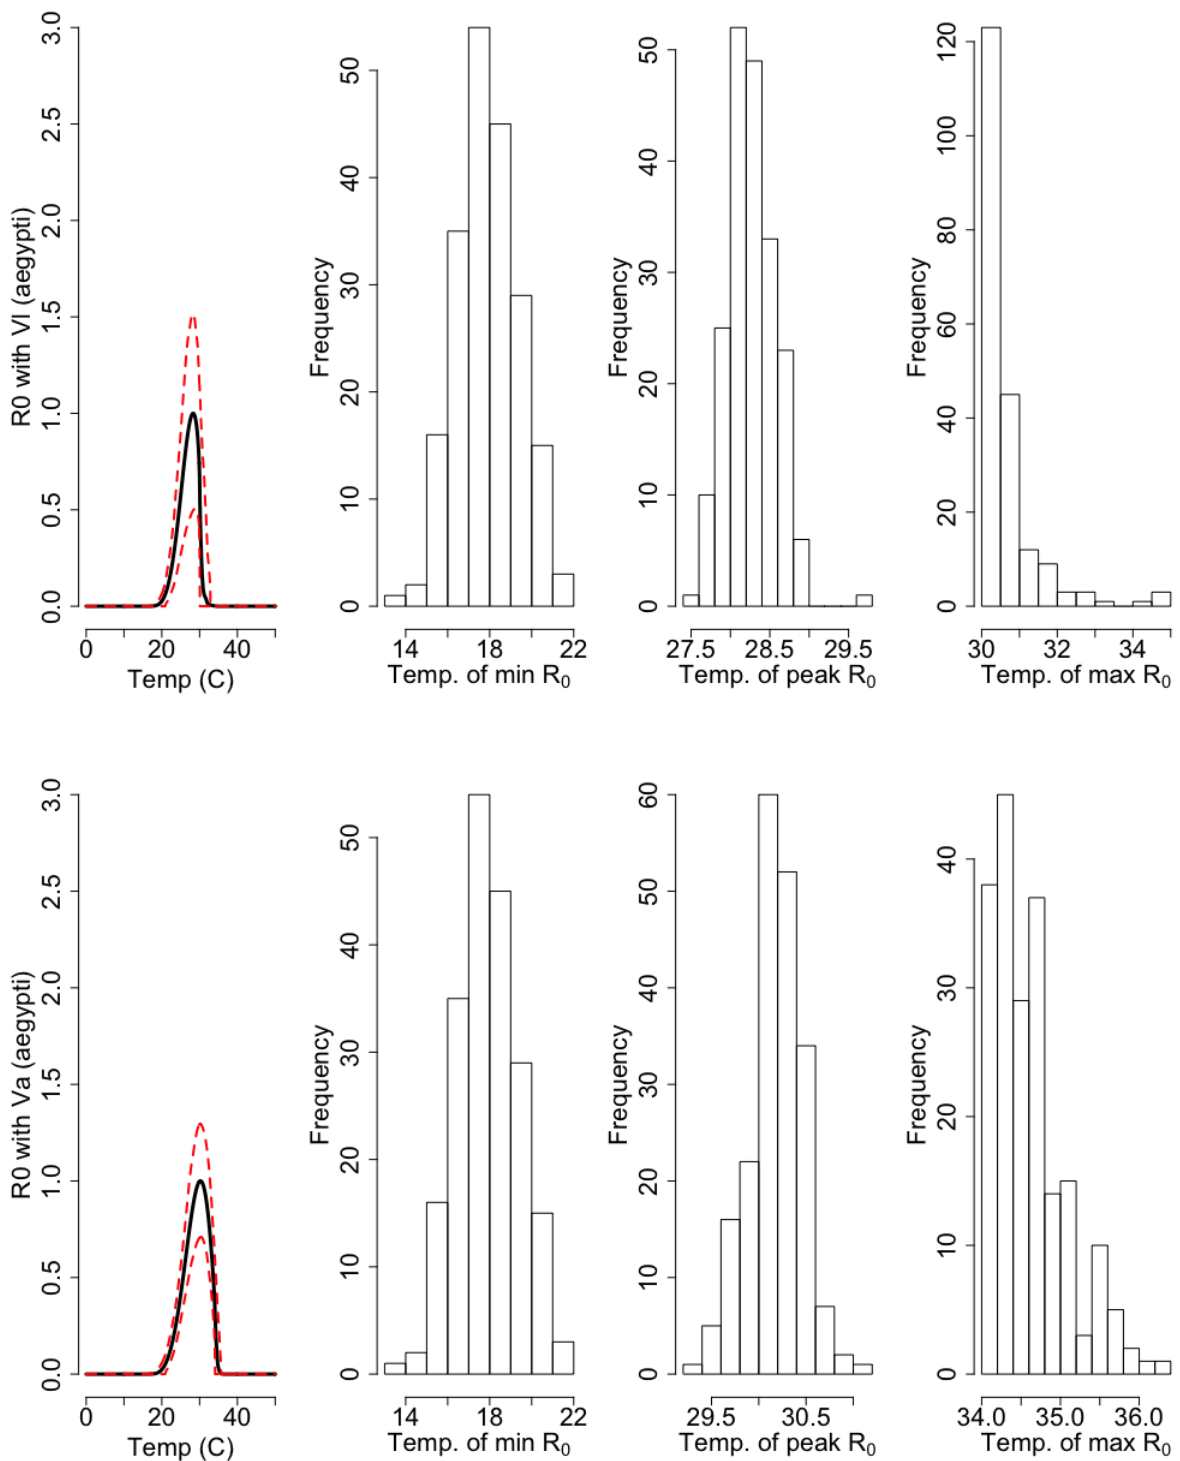 R0 with Vl (aegypti)
0.0 0.5 1.0 1.5 2.0 2.5 3.0
0 20 40
Temp (C)
Frequency
0 10 20 30 40 50
14 18 22
Temp. of min R0
Frequency
0 10 20 30 40 50
27.5 28.5 29.5
Temp. of peak R0
Frequency
0 20 40 60 80 100 120
30 32 34
Temp. of max R0
R0 with Va (aegypti)
0.0 0.5 1.0 1.5 2.0 2.5 3.0
0 20 40
Temp (C)
Frequency
0 10 20 30 40 50
14 18 22
Temp. of min R0
Frequency
0 10 20 30 40 50 60
29.5 30.5
Temp. of peak R0
Frequency
0 10 20 30 40
34.0 35.0 36.0
Temp. of max R0